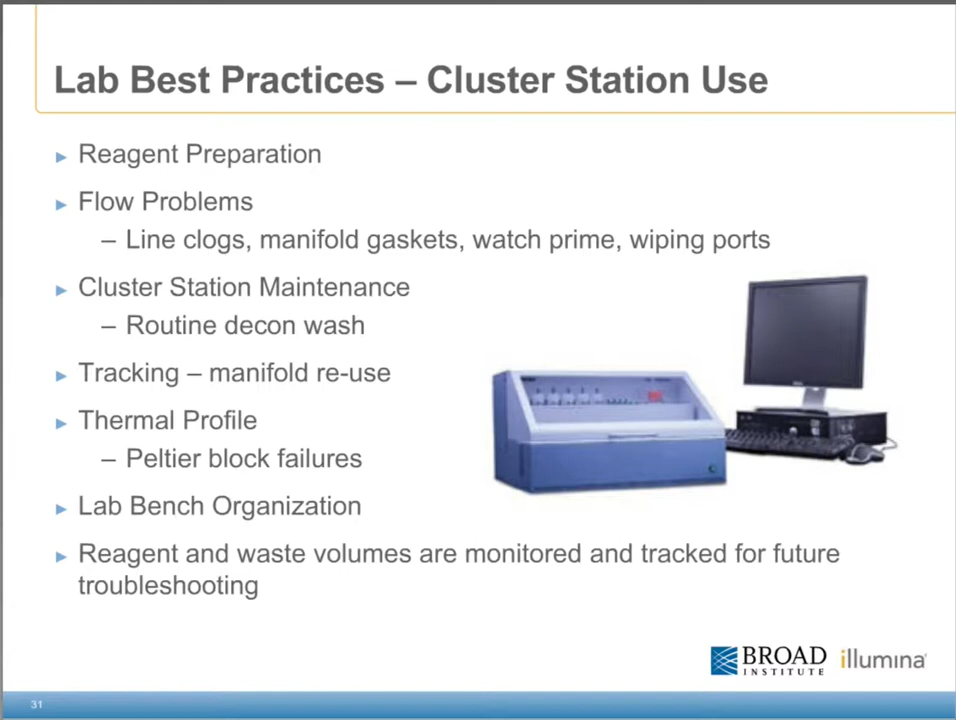 Lab Best Practices – Cluster Station Use
► Reagent Preparation
► Flow Problems
– Line clogs, manifold gaskets, watch prime, wiping ports
► Cluster Station Maintenance
– Routine decon wash
► Tracking – manifold re-use
► Thermal Profile
– Peltier block failures
► Lab Bench Organization
► Reagent and waste volumes are monitored and tracked for future
troubleshooting
BROAD
INSTITUTE
illumına
31